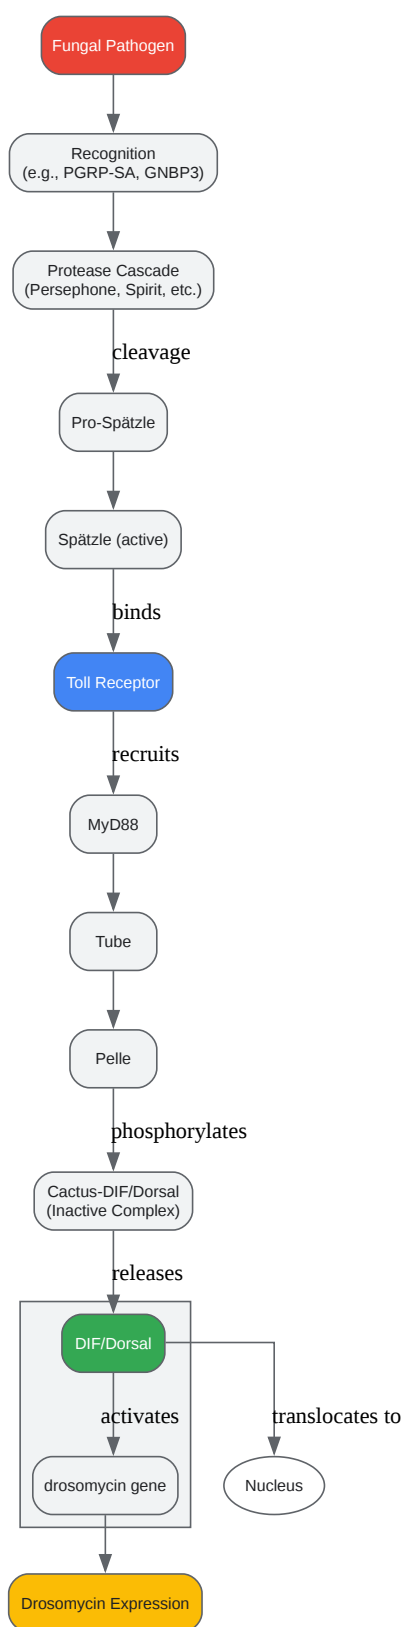 Fungal Pathogen
Recognition
(e.g., PGRP-SA, GNBP3)
Protease Cascade
(Persephone, Spirit, etc.)
cleavage
Pro-Spätzle
Spätzle (active)
binds
Toll Receptor
recruits
MyD88
Tube
Pelle
phosphorylates
Cactus-DIF/Dorsal
(Inactive Complex)
releases
DIF/Dorsal
activates
translocates to
drosomycin gene
Nucleus
Drosomycin Expression